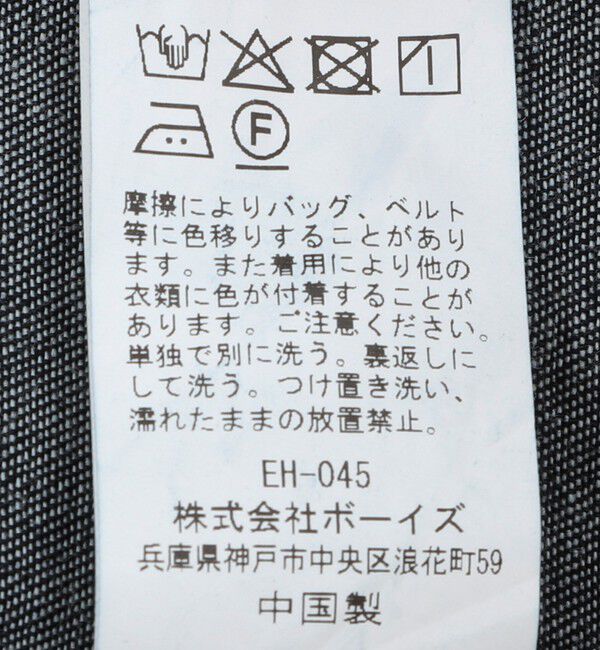 F
摩擦によりバッグ、ベルト
等に色移りすることがあり
ます。また着用により他の
衣類に色が付着することが
あります。ご注意ください。
単独で別に洗う。裏返しに
して洗う。つけ置き洗い、
濡れたままの放置禁止。
EH-045
株式会社ボーイズ
兵庫県神戸市中央区浪花町59
中国製